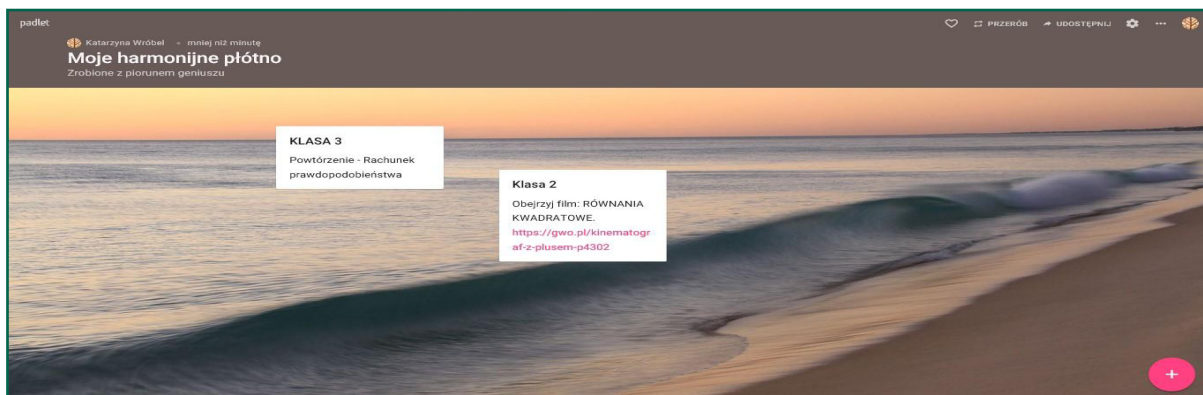 padlet
PRZERÓB UDOSTĘPNIJ
Katarzyna Wróbel - mniej niż minutę
Moje harmonijne płótno
Zrobione z piorunem geniuszu
KLASA 3
Powtórzenie - Rachunek
prawdopodobieństwa
Klasa 2
Obejrzyj film: RÓWNANIA
KWADRATOWE.
https://gwo.pl/kinematogr
af-z-plusem-p4302